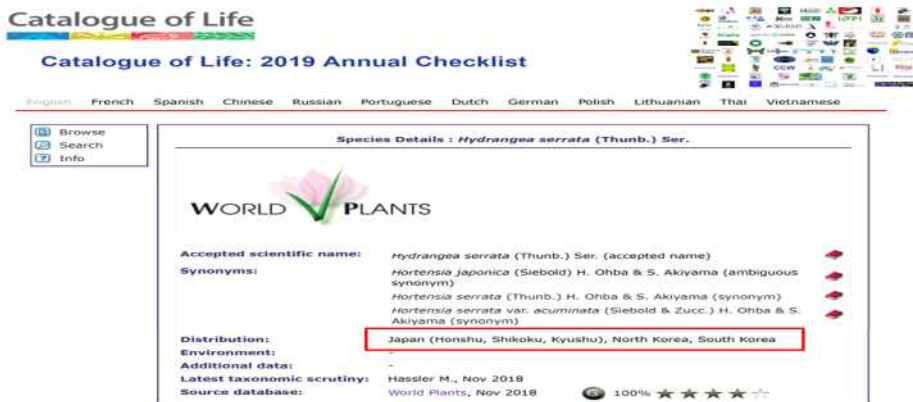 Catalogue of Life
Catalogue of Life: 2019 Annual Checklist
English French Spanish Chinese Russian Portuguese Dutch German Polish Lithuanian Thai Vietnamese
Browse
Search
Info
Species Details : Hydrangea serrata (Thunb.) Ser.
WORLD PLANTS
Accepted scientific name: Hydrangea serrata (Thunb.) Ser. (accepted name)
Synonyms: Hortensia japonica (Siebold) H. Ohba & S. Akiyama (ambiguous
synonym)
Hortensia serrata (Thunb.) H. Ohba & S. Akiyama (synonym)
Hortensia serrata var. acuminata (Siebold & Zucc.) H. Ohba & S.
Akiyama (synonym)
Distribution: Japan (Honshu, Shikoku, Kyushu), North Korea, South Korea
Environment: -
Additional data: -
Latest taxonomic scrutiny: Hassler M., Nov 2018
Source database: World Plants, Nov 2018 G 100%